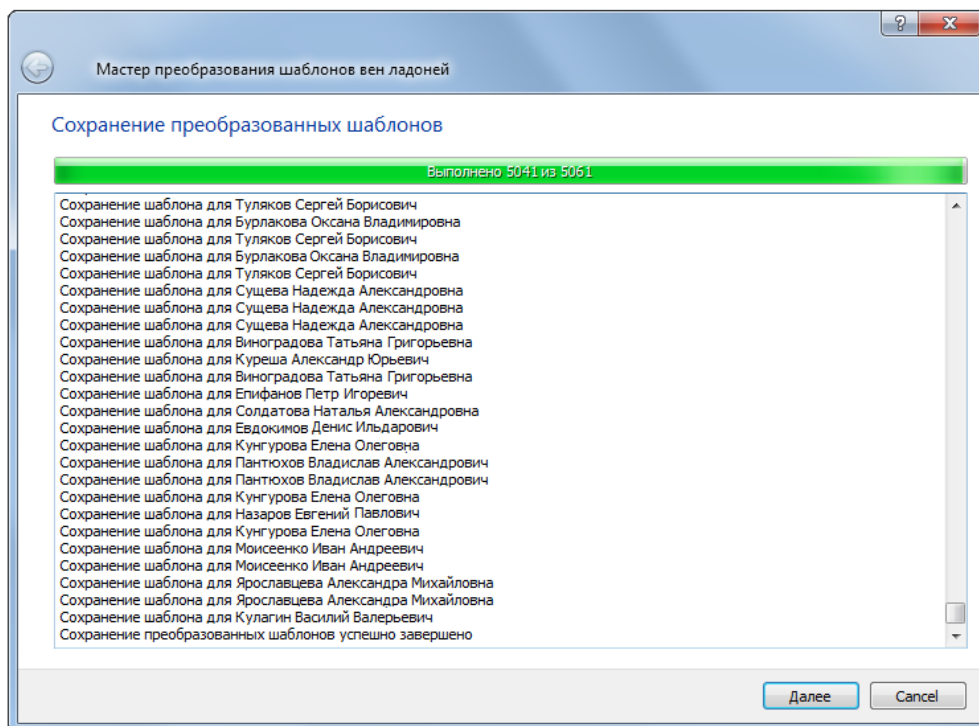 Мастер преобразования шаблонов вен ладоней
Сохранение преобразованных шаблонов
Выполнено 5041 из 5061
Сохранение шаблона для Туляков Сергей Борисович
Сохранение шаблона для Бурлакова Оксана Владимировна
Сохранение шаблона для Туляков Сергей Борисович
Сохранение шаблона для Бурлакова Оксана Владимировна
Сохранение шаблона для Туляков Сергей Борисович
Сохранение шаблона для Сущева Надежда Александровна
Сохранение шаблона для Сущева Надежда Александровна
Сохранение шаблона для Сущева Надежда Александровна
Сохранение шаблона для Виноградова Татьяна Григорьевна
Сохранение шаблона для Куреша Александр Юрьевич
Сохранение шаблона для Виноградова Татьяна Григорьевна
Сохранение шаблона для Епифанов Петр Игоревич
Сохранение шаблона для Солдатова Наталья Александровна
Сохранение шаблона для Евдокимов Денис Ильдарович
Сохранение шаблона для Кунгурова Елена Олеговна
Сохранение шаблона для Пантюхов Владислав Александрович
Сохранение шаблона для Пантюхов Владислав Александрович
Сохранение шаблона для Кунгурова Елена Олеговна
Сохранение шаблона для Назаров Евгений Павлович
Сохранение шаблона для Кунгурова Елена Олеговна
Сохранение шаблона для Моисеенко Иван Андреевич
Сохранение шаблона для Моисеенко Иван Андреевич
Сохранение шаблона для Ярославцева Александра Михайловна
Сохранение шаблона для Ярославцева Александра Михайловна
Сохранение шаблона для Кулагин Василий Валерьевич
Сохранение преобразованных шаблонов успешно завершено
Далее
Cancel